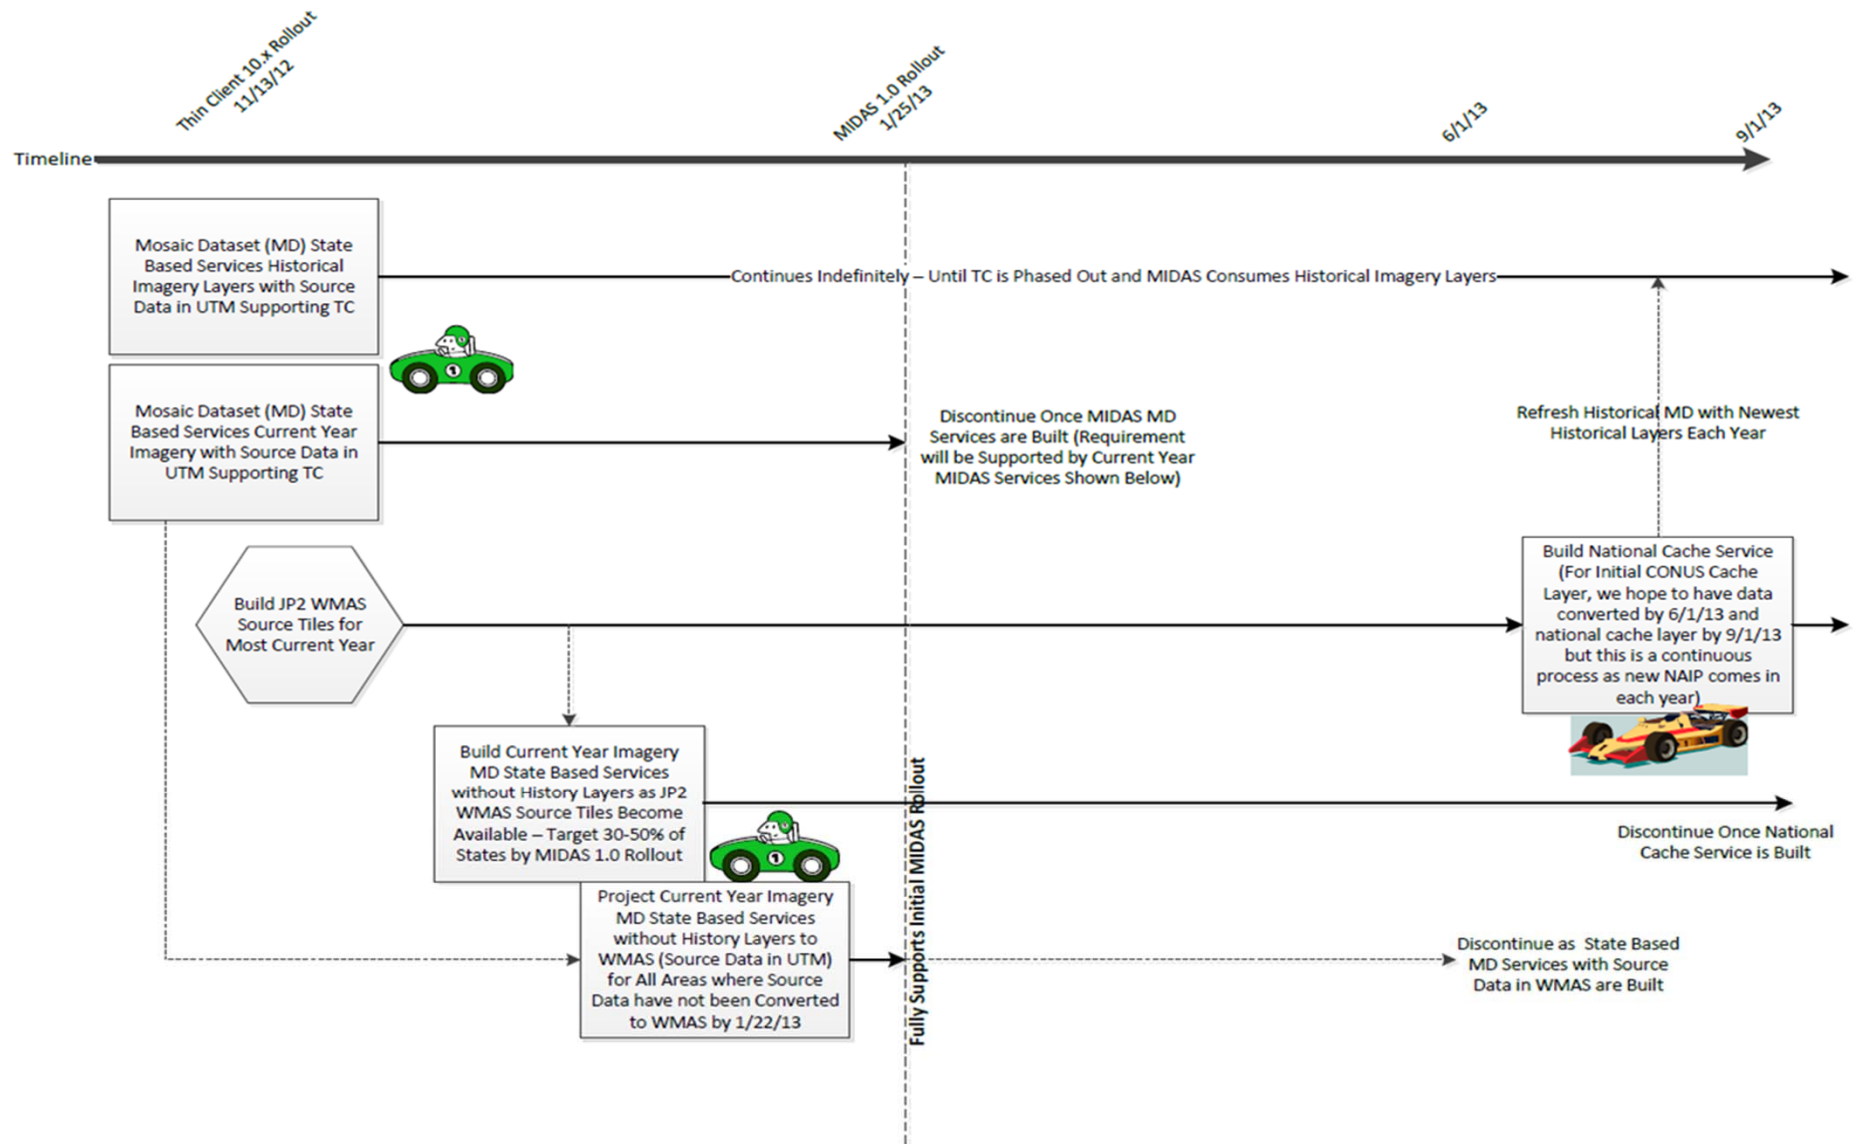 Thin Client 10.x Rollout
11/13/12
MIDAS 1.0 Rollout
1/25/13
6/1/13
9/1/13
Timeline
Mosaic Dataset (MD) State
Based Services Historical
Imagery Layers with Source
Data in UTM Supporting TC
Continues Indefinitely – Until TC is Phased Out and MIDAS Consumes Historical Imagery Layers
1
Mosaic Dataset (MD) State
Based Services Current Year
Imagery with Source Data in
UTM Supporting TC
Discontinue Once MIDAS MD
Services are Built (Requirement
will be Supported by Current Year
MIDAS Services Shown Below)
Refresh Historical MD with Newest
Historical Layers Each Year
Build JP2 WMAS
Source Tiles for
Most Current Year
Build National Cache Service
(For Initial CONUS Cache
Layer, we hope to have data
converted by 6/1/13 and
national cache layer by 9/1/13
but this is a continuous
process as new NAIP comes in
each year)
Build Current Year Imagery
MD State Based Services
without History Layers as JP2
WMAS Source Tiles Become
Available – Target 30-50% of
States by MIDAS 1.0 Rollout
1
Discontinue Once National
Cache Service is Built
Fully Supports Initial MIDAS Rollout
Project Current Year Imagery
MD State Based Services
without History Layers to
WMAS (Source Data in UTM)
for All Areas where Source
Data have not been Converted
to WMAS by 1/22/13
Discontinue as State Based
MD Services with Source
Data in WMAS are Built